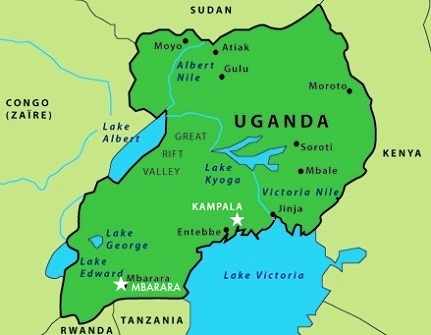 SUDAN
Moyo
Atiak
Albert
Nile
Gulu
Moroto
CONGO
(ZAÏRE)
UGANDA
Lake
Albert
GREAT
RIFT
VALLEY
Soroti
KENYA
Lake
Kyoga
Mbale
Victoria Nile
KAMPALA
Jinja
Entebbe
Lake
George
Lake
Edward
Mbarara
MBARARA
Lake Victoria
TANZANIA
RWANDA